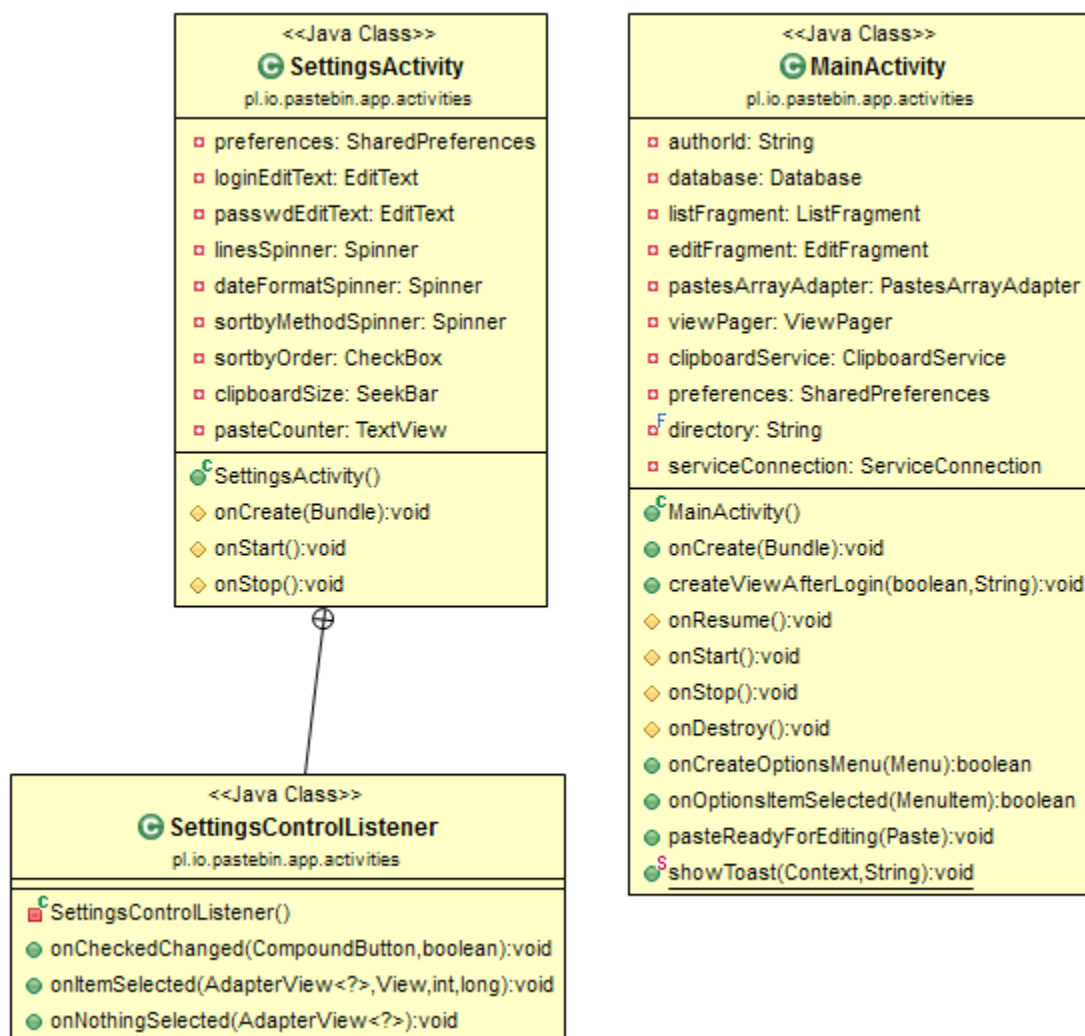 <<Java Class>>
SettingsActivity
pl.io.pastebin.app.activities
preferences: SharedPreferences
loginEditText: EditText
passwdEditText: EditText
linesSpinner: Spinner
dateFormatSpinner: Spinner
sortbyMethodSpinner: Spinner
sortbyOrder: CheckBox
clipboardSize: SeekBar
pasteCounter: TextView
SettingsActivity()
onCreate(Bundle):void
onStart():void
onStop():void
<<Java Class>>
SettingsControlListener
pl.io.pastebin.app.activities
SettingsControlListener()
onCheckedChanged(CompoundButton,boolean):void
onItemSelected(AdapterView<?>,View,int,long):void
onNothingSelected(AdapterView<?>):void
<<Java Class>>
MainActivity
pl.io.pastebin.app.activities
authorId: String
database: Database
listFragment: ListFragment
editFragment: EditFragment
pastesArrayAdapter: PastesArrayAdapter
viewPager: ViewPager
clipboardService: ClipboardService
preferences: SharedPreferences
directory: String
serviceConnection: ServiceConnection
MainActivity()
onCreate(Bundle):void
createViewAfterLogin(boolean,String):void
onResume():void
onStart():void
onStop():void
onDestroy():void
onCreateOptionsMenu(Menu):boolean
onOptionsItemSelected(MenuItem):boolean
pasteReadyForEditing(Paste):void
showToast(Context,String):void